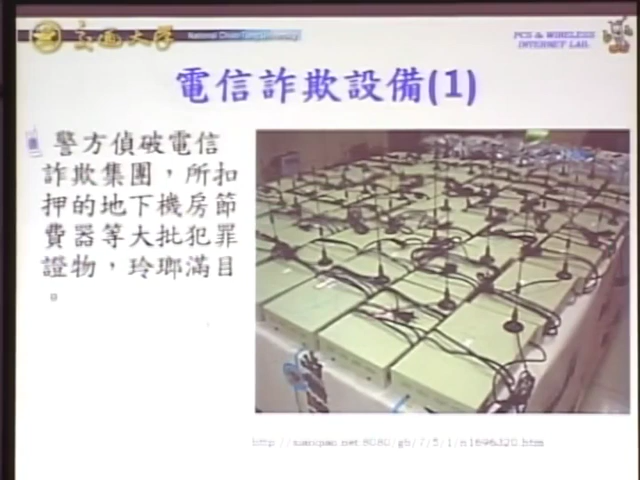 交通大學
National Chiao Tung University
PCS & WIRELESS
INTERNET LAB.
電信詐欺設備(1)
警方偵破電信
詐欺集團，所扣
押的地下機房節
費器等大批犯罪
證物，玲瑯滿目
。